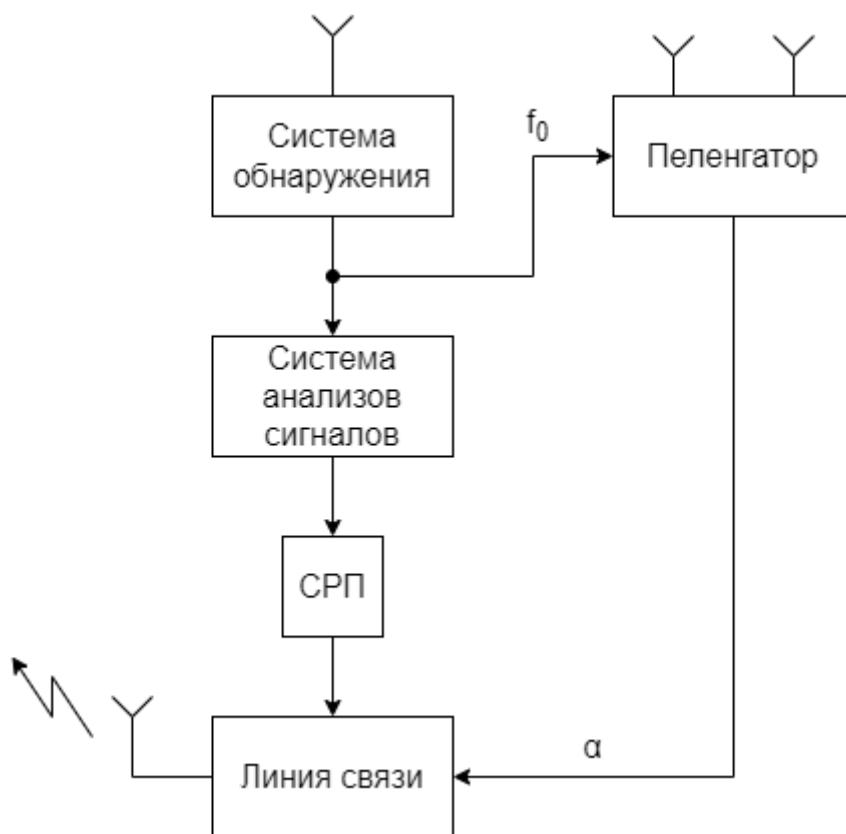 Система
обнаружения
f₀
Пеленгатор
Система
анализов
сигналов
СРП
Линия связи
α